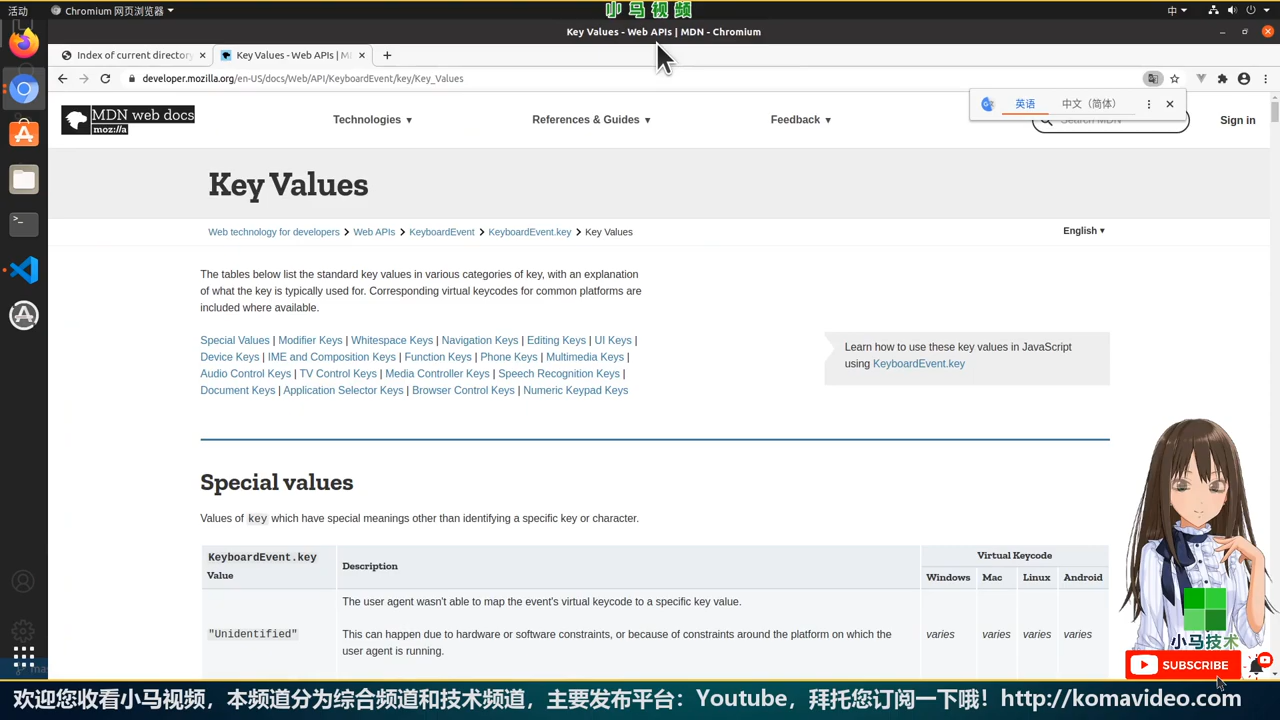 活动
Chromium 网页浏览器
小马视频
中
Key Values - Web APIs | MDN - Chromium
Index of current directory
Key Values - Web APIs | M
developer.mozilla.org/en-US/docs/Web/API/KeyboardEvent/key/Key_Values
英语 中文（简体）
MDN web docs
moz://a
Technologies ▼
References & Guides ▼
Feedback ▼
Search MDN
Sign in
Key Values
Web technology for developers > Web APIs > KeyboardEvent > KeyboardEvent.key > Key Values
English ▼
The tables below list the standard key values in various categories of key, with an explanation
of what the key is typically used for. Corresponding virtual keycodes for common platforms are
included where available.
Special Values | Modifier Keys | Whitespace Keys | Navigation Keys | Editing Keys | UI Keys |
Device Keys | IME and Composition Keys | Function Keys | Phone Keys | Multimedia Keys |
Audio Control Keys | TV Control Keys | Media Controller Keys | Speech Recognition Keys |
Document Keys | Application Selector Keys | Browser Control Keys | Numeric Keypad Keys
Learn how to use these key values in JavaScript
using KeyboardEvent.key
Special values
Values of key which have special meanings other than identifying a specific key or character.
KeyboardEvent.key
Value
Description
Virtual Keycode
Windows Mac Linux Android
The user agent wasn't able to map the event's virtual keycode to a specific key value.
"Unidentified"
This can happen due to hardware or software constraints, or because of constraints around the platform on which the
user agent is running.
varies varies varies varies
小马技术
SUBSCRIBE
欢迎您收看小马视频，本频道分为综合频道和技术频道，主要发布平台：Youtube，拜托您订阅一下哦！http://komavideo.com